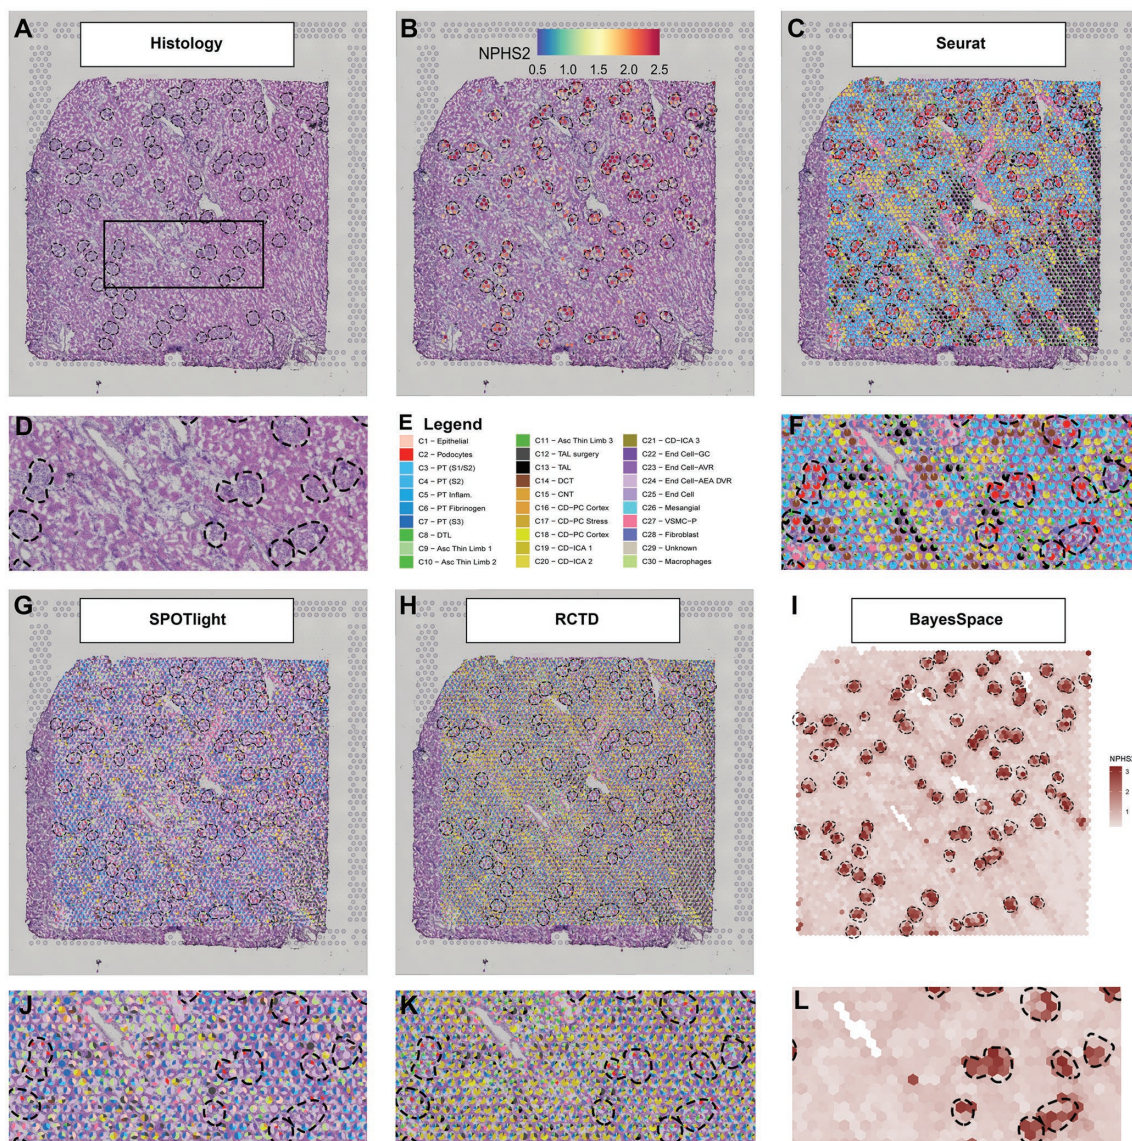 A
Histology
B
NPHS2
0.5 1.0 1.5 2.0 2.5
C
Seurat
D
E Legend
C1 – Epithelial
C2 – Podocytes
C3 – PT (S1/S2)
C4 – PT (S2)
C5 – PT Inflam.
C6 – PT Fibrinogen
C7 – PT (S3)
C8 – DTL
C9 – Asc Thin Limb 1
C10 – Asc Thin Limb 2
C11 – Asc Thin Limb 3
C12 – TAL surgery
C13 – TAL
C14 – DCT
C15 – CNT
C16 – CD–PC Cortex
C17 – CD–PC Stress
C18 – CD–PC Cortex
C19 – CD–ICA 1
C20 – CD–ICA 2
C21 – CD–ICA 3
C22 – End Cell–GC
C23 – End Cell–AVR
C24 – End Cell–AEA DVR
C25 – End Cell
C26 – Mesangial
C27 – VSMC–P
C28 – Fibroblast
C29 – Unknown
C30 – Macrophages
F
G
SPOTlight
H
RCTD
I
BayesSpace
NPHS2
3
2
1
J
K
L